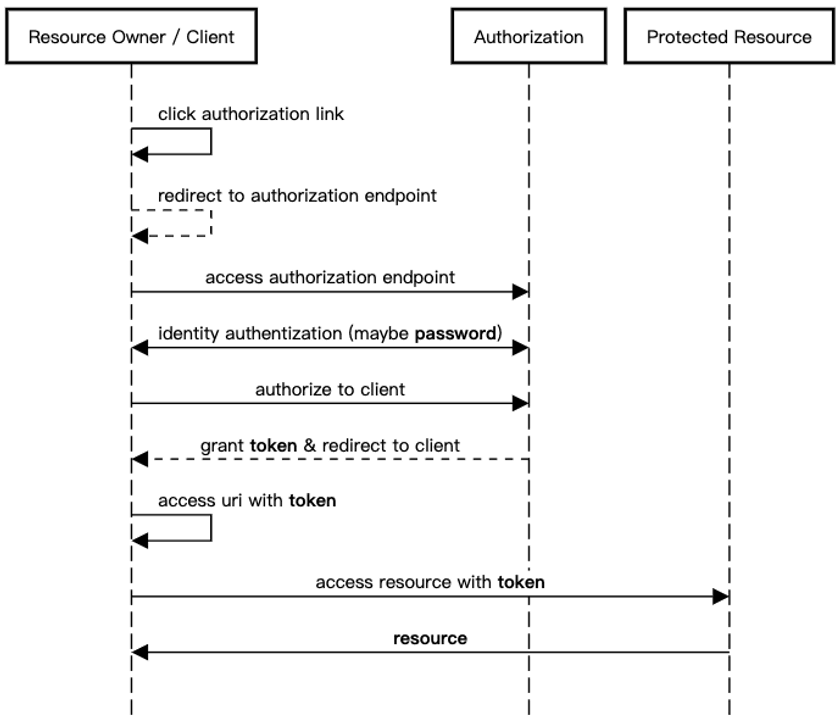 Resource Owner / Client
Authorization
Protected Resource
click authorization link
redirect to authorization endpoint
access authorization endpoint
identity authentization (maybe password)
authorize to client
grant token & redirect to client
access uri with token
access resource with token
resource